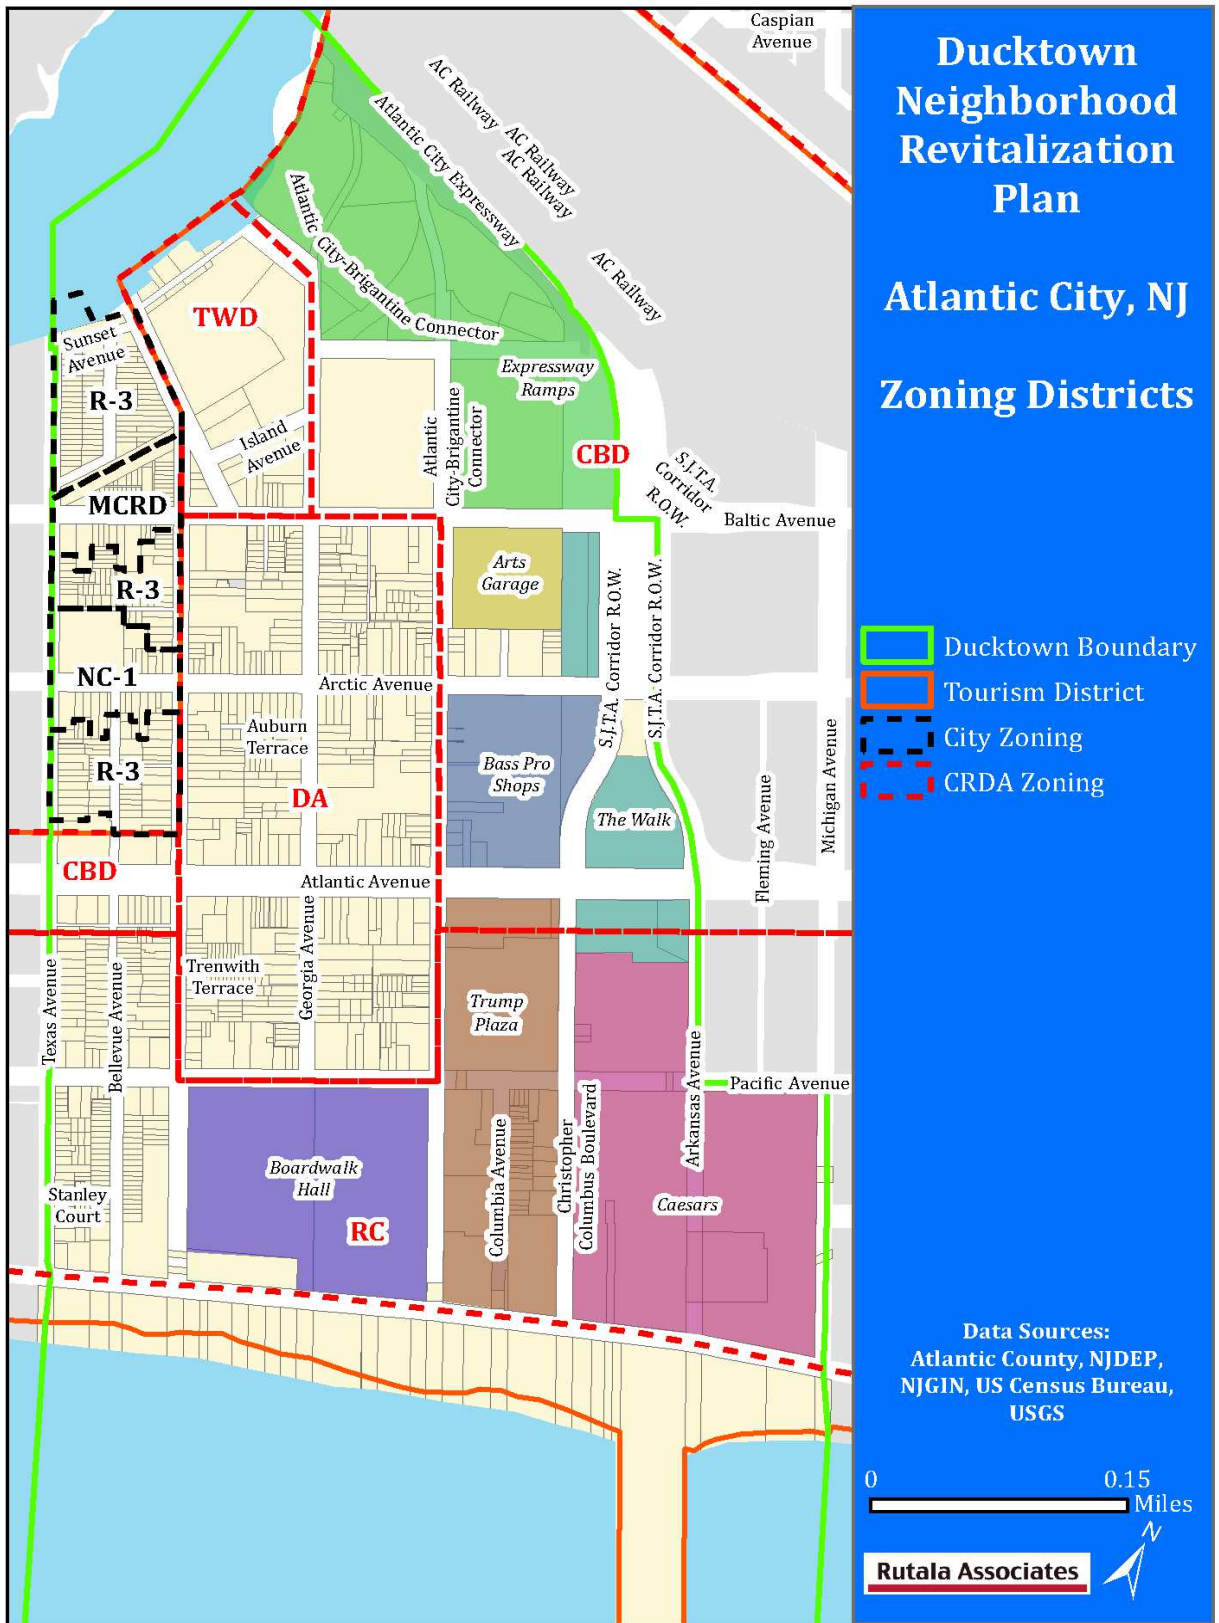 Caspian
Avenue
AC Railway
AC Railway
AC Railway
AC Railway
Atlantic City Expressway
Atlantic City-Brigantine Connector
TWD
Sunset
Avenue
R-3
Expressway
Ramps
Island
Avenue
Atlantic
City-Brigantine
Connector
CBD
S.J.T.A.
Corridor
R.O.W.
MCRD
Baltic Avenue
Arts
Garage
R-3
S.J.T.A. Corridor R.O.W.
S.J.T.A. Corridor R.O.W.
NC-1
Arctic Avenue
Auburn
Terrace
R-3
Bass Pro
Shops
DA
The Walk
Fleming Avenue
Michigan Avenue
CBD
Atlantic Avenue
Trenwith
Terrace
Georgia Avenue
Texas Avenue
Bellevue Avenue
Trump
Plaza
Arkansas Avenue
Pacific Avenue
Boardwalk
Hall
Columbia Avenue
Christopher
Columbus Boulevard
Stanley
Court
RC
Caesars
Ducktown
Neighborhood
Revitalization
Plan
Atlantic City, NJ
Zoning Districts
Ducktown Boundary
Tourism District
City Zoning
CRDA Zoning
Data Sources:
Atlantic County, NJDEP,
NJGIN, US Census Bureau,
USGS
0 0.15
Miles
N
Rutala Associates